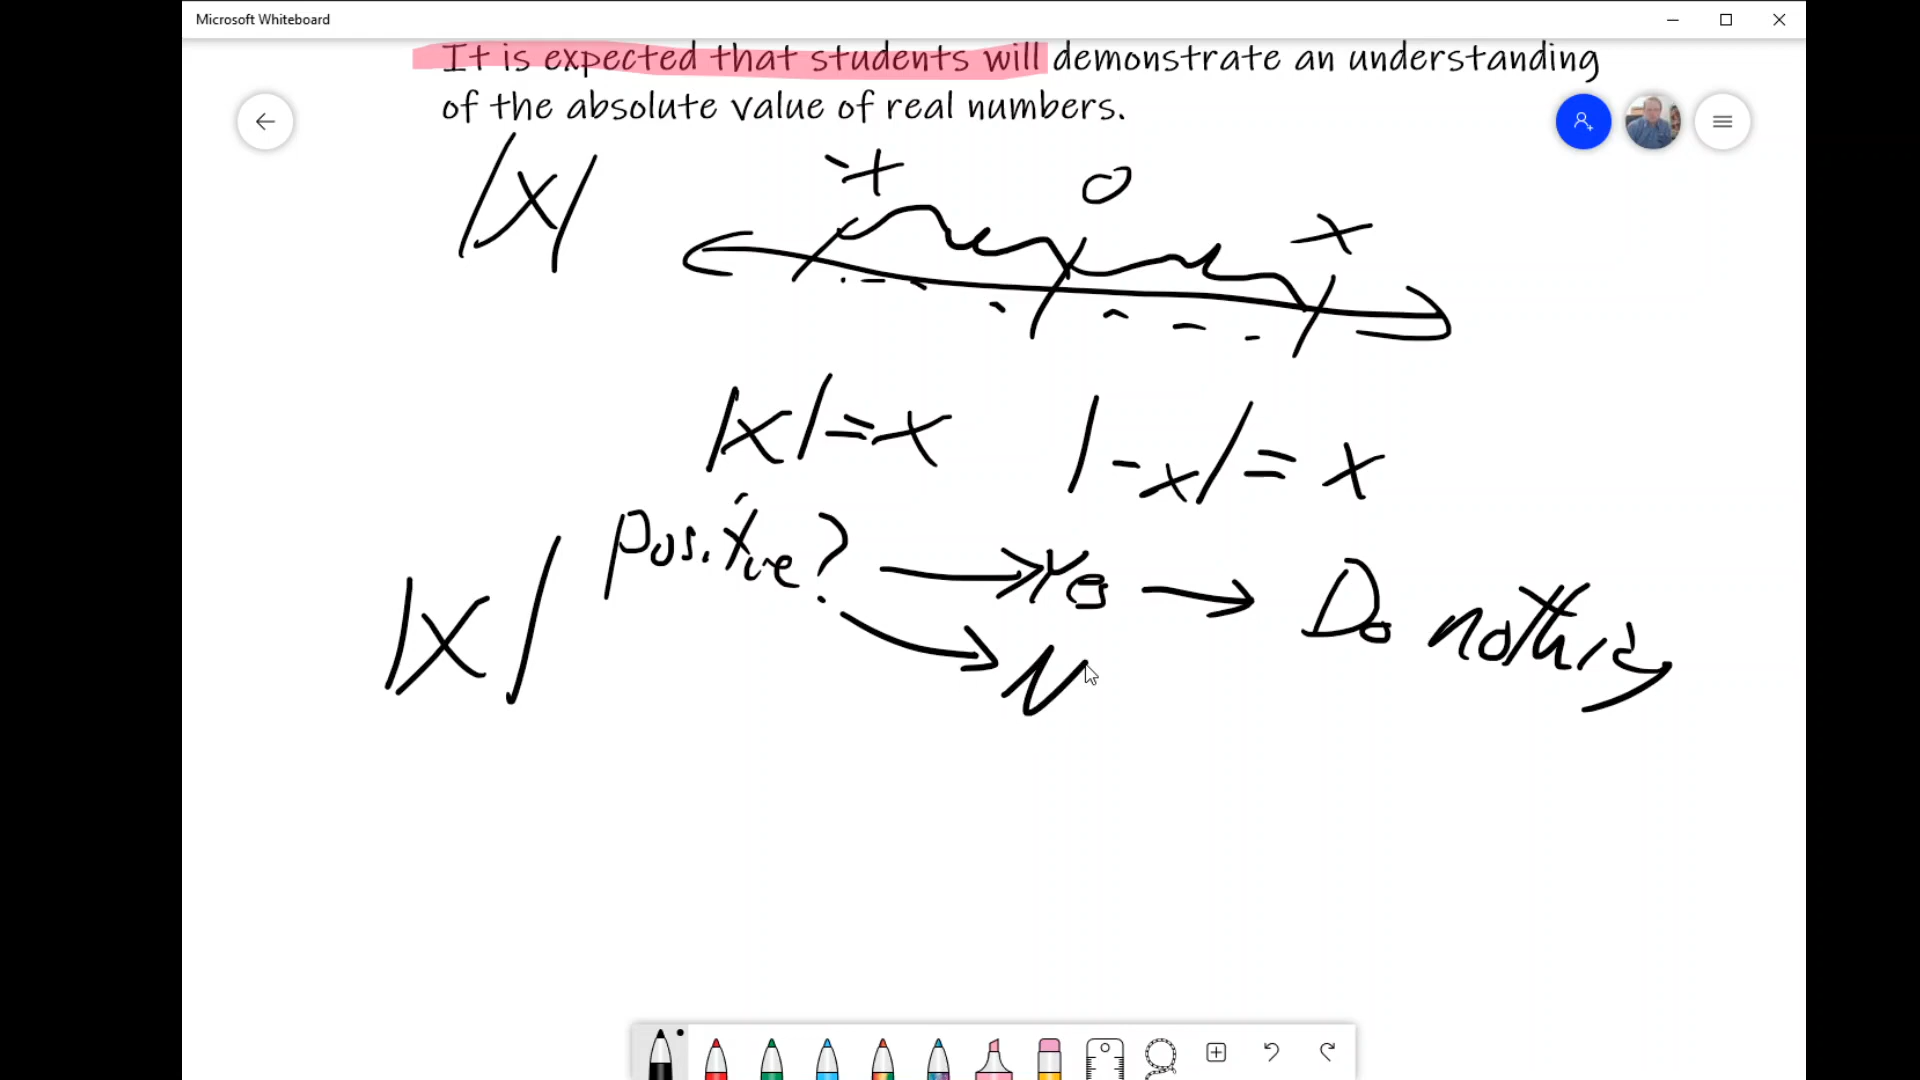 Microsoft Whiteboard
It is expected that students will demonstrate an understanding
of the absolute value of real numbers.
|x|
-x 0 x
|x|=x |-x|= x
|x| Positive? → Yes → Do nothing
→ N